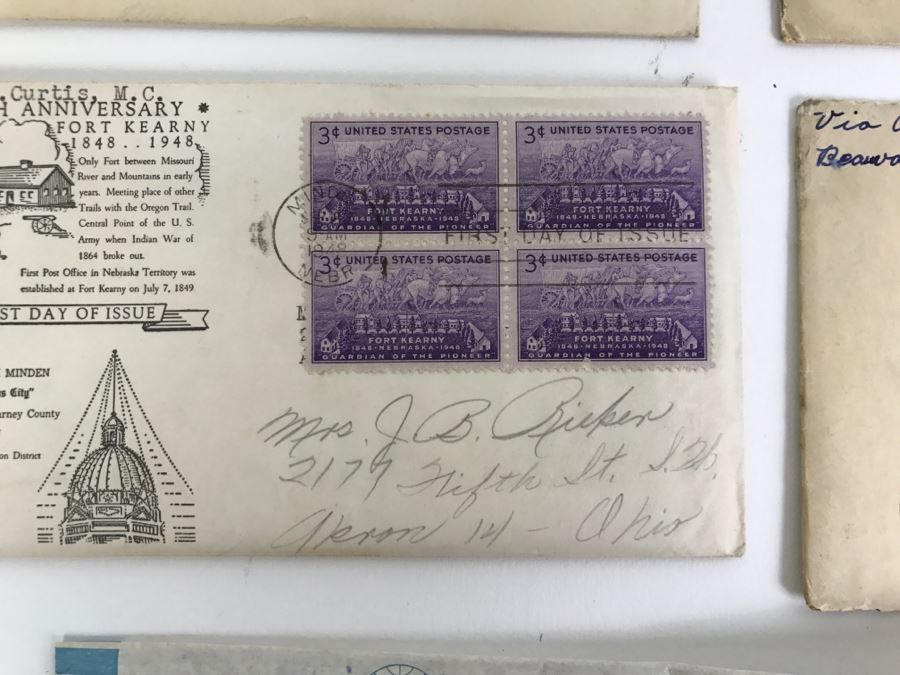 Curtis, M.C.
H ANNIVERSARY *
FORT KEARNY
1848 . . 1948
Only Fort between Missouri
River and Mountains in early
years. Meeting place of other
Trails with the Oregon Trail.
Central Point of the U. S.
Army when Indian War of
1864 broke out.
First Post Office in Nebraska Territory was
established at Fort Kearny on July 7, 1849
ST DAY OF ISSUE
MINDEN
s City"
arney County
on District
3¢ UNITED STATES POSTAGE
FORT KEARNY
1848-NEBRASKA-1948
GUARDIAN OF THE PIONEER
3¢ UNITED STATES POSTAGE
FORT KEARNY
1848-NEBRASKA-1948
GUARDIAN OF THE PIONEER
3¢ UNITED STATES POSTAGE
FORT KEARNY
1848-NEBRASKA-1948
GUARDIAN OF THE PIONEER
3¢ UNITED STATES POSTAGE
FORT KEARNY
1848-NEBRASKA-1948
GUARDIAN OF THE PIONEER
MINDEN
9 AM
1948
NEBR
FIRST DAY OF ISSUE
Mrs. J. B. Rieker
2177 Fifth St. S.W.
Akron 14 - Ohio
Via